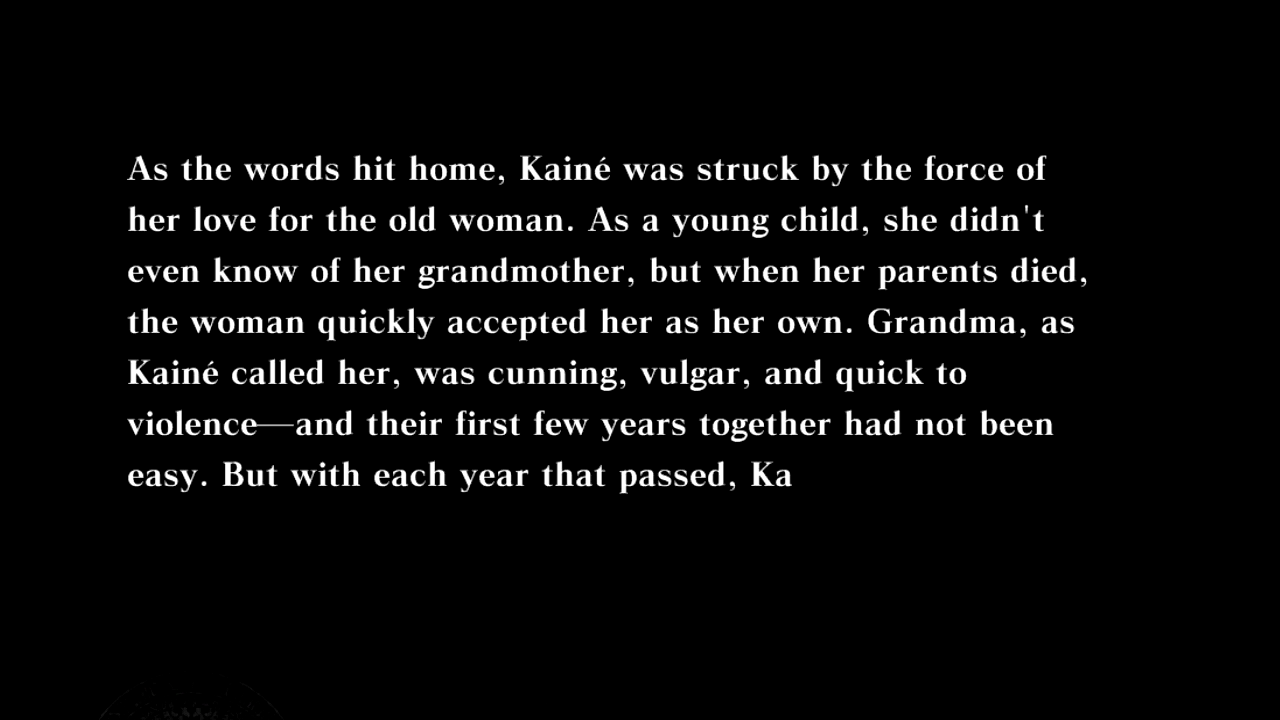 As the words hit home, Kainé was struck by the force of
her love for the old woman. As a young child, she didn't
even know of her grandmother, but when her parents died,
the woman quickly accepted her as her own. Grandma, as
Kainé called her, was cunning, vulgar, and quick to
violence—and their first few years together had not been
easy. But with each year that passed, Ka